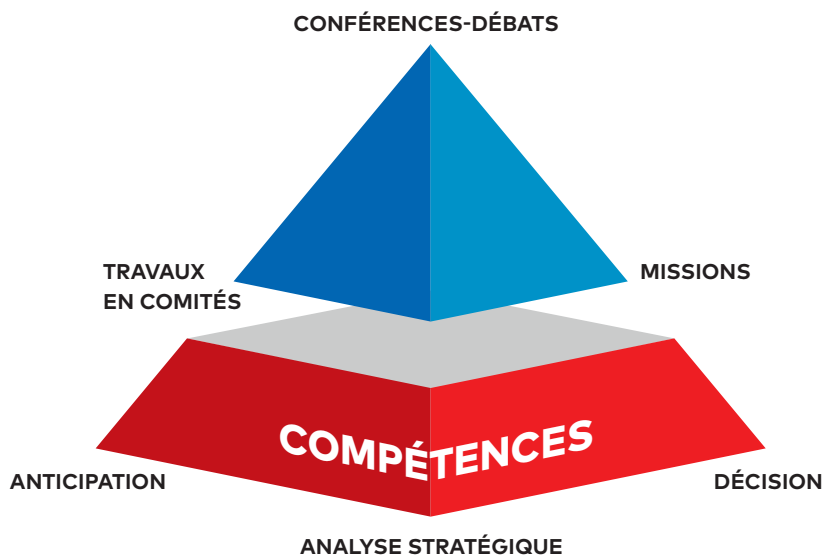 CONFÉRENCES-DÉBATS
TRAVAUX
EN COMITÉS
MISSIONS
COMPÉTENCES
ANTICIPATION
DÉCISION
ANALYSE STRATÉGIQUE